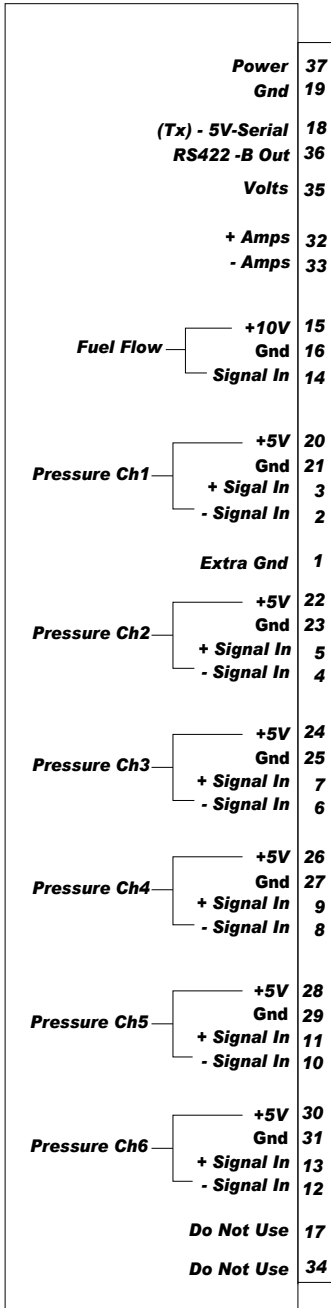 Power 37
Gnd 19
(Tx) - 5V-Serial 18
RS422 -B Out 36
Volts 35
+ Amps 32
- Amps 33
+10V 15
Fuel Flow Gnd 16
Signal In 14
+5V 20
Gnd 21
Pressure Ch1 + Sigal In 3
- Signal In 2
Extra Gnd 1
+5V 22
Gnd 23
Pressure Ch2 + Signal In 5
- Signal In 4
+5V 24
Gnd 25
Pressure Ch3 + Signal In 7
- Signal In 6
+5V 26
Gnd 27
Pressure Ch4 + Signal In 9
- Signal In 8
+5V 28
Gnd 29
Pressure Ch5 + Signal In 11
- Signal In 10
+5V 30
Gnd 31
Pressure Ch6 + Signal In 13
- Signal In 12
Do Not Use 17
Do Not Use 34